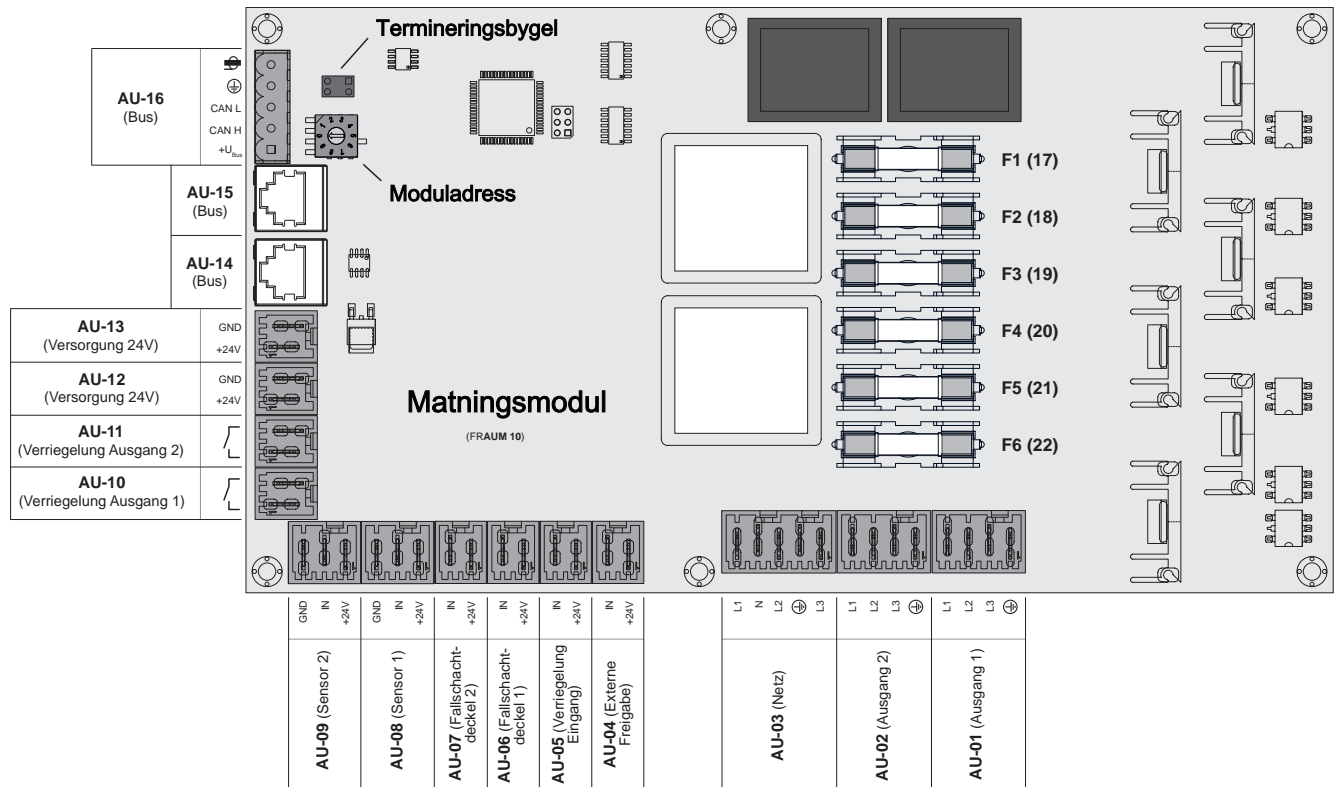 Termineringsbygel
AU-16
(Bus)
CAN L
CAN H
+UBus
Moduladress
AU-15
(Bus)
AU-14
(Bus)
AU-13
(Versorgung 24V)
GND
+24V
AU-12
(Versorgung 24V)
GND
+24V
AU-11
(Verriegelung Ausgang 2)
AU-10
(Verriegelung Ausgang 1)
Matningsmodul
(FRAUM 10)
F1 (17)
F2 (18)
F3 (19)
F4 (20)
F5 (21)
F6 (22)
GND
IN
+24V
GND
IN
+24V
IN
+24V
IN
+24V
IN
+24V
IN
+24V
L1
N
L2
L3
L1
L2
L3
L1
L2
L3
AU-09 (Sensor 2)
AU-08 (Sensor 1)
AU-07 (Fallschacht-
deckel 2)
AU-06 (Fallschacht-
deckel 1)
AU-05 (Verriegelung
Eingang)
AU-04 (Externe
Freigabe)
AU-03 (Netz)
AU-02 (Ausgang 2)
AU-01 (Ausgang 1)